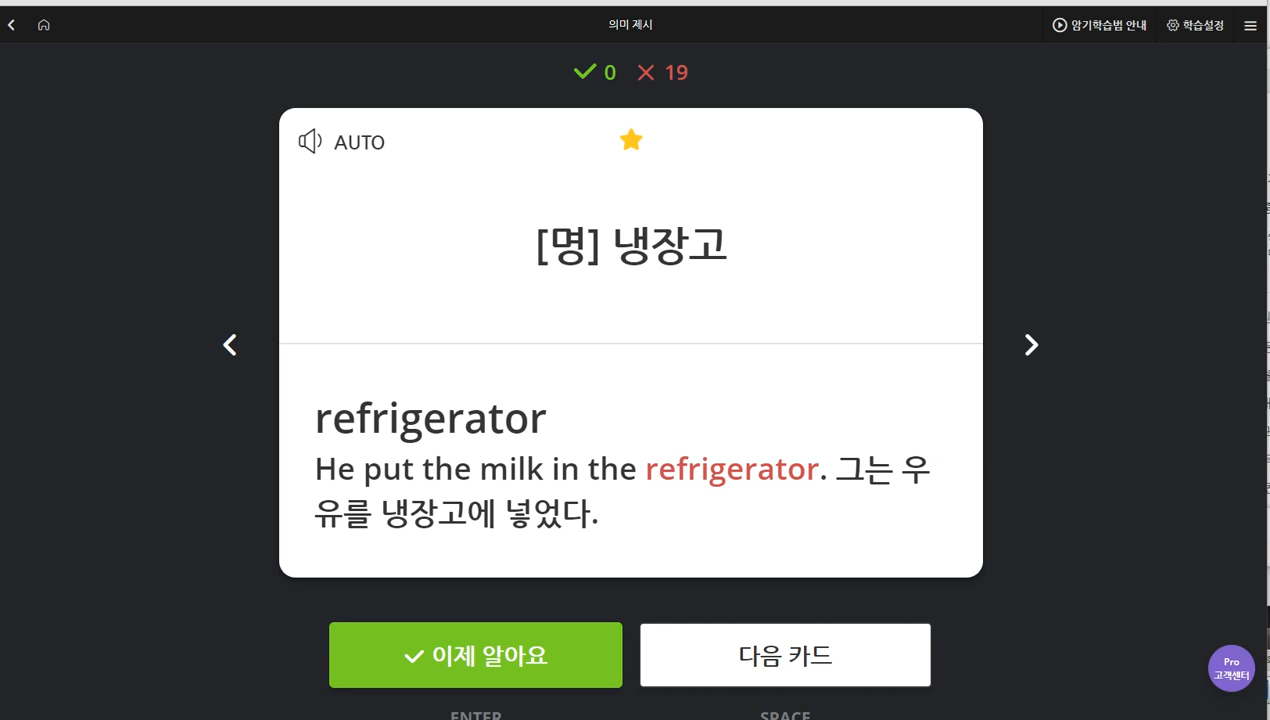 의미 제시
암기학습법 안내
학습설정
0
19
AUTO
[명] 냉장고
refrigerator
He put the milk in the refrigerator. 그는 우
유를 냉장고에 넣었다.
이제 알아요
다음 카드
Pro
고객센터
ENTER
SPACE